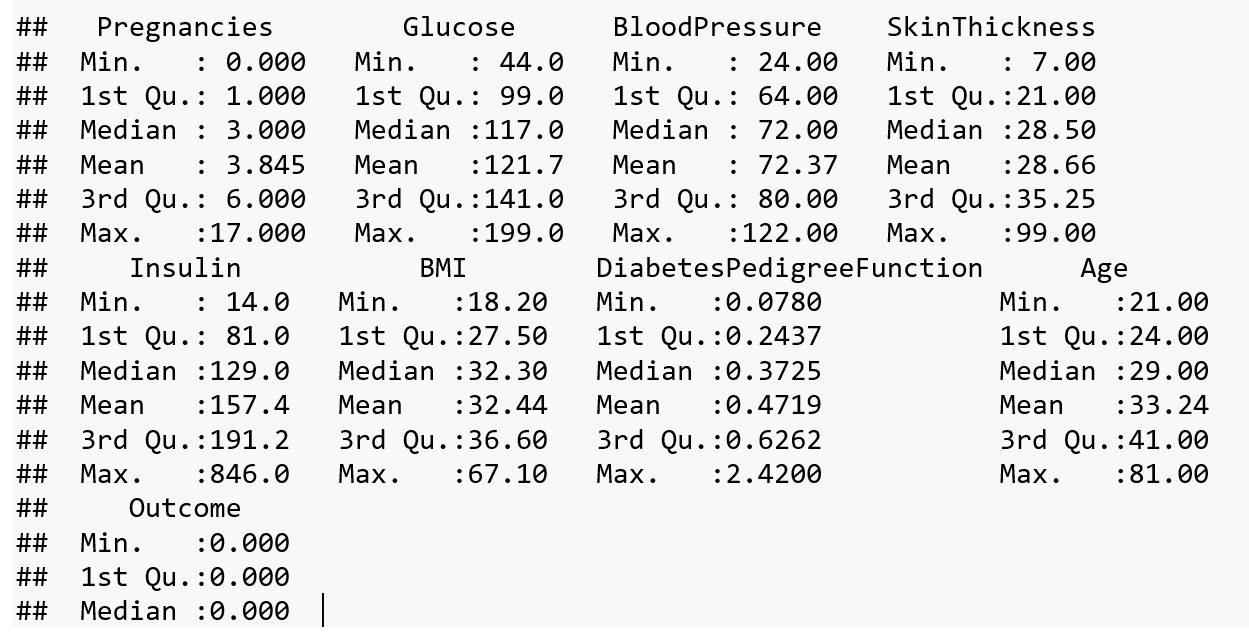 ##   Pregnancies        Glucose      BloodPressure    SkinThickness
##  Min.   : 0.000   Min.   : 44.0   Min.   : 24.00   Min.   : 7.00
##  1st Qu.: 1.000   1st Qu.: 99.0   1st Qu.: 64.00   1st Qu.:21.00
##  Median : 3.000   Median :117.0   Median : 72.00   Median :28.50
##  Mean   : 3.845   Mean   :121.7   Mean   : 72.37   Mean   :28.66
##  3rd Qu.: 6.000   3rd Qu.:141.0   3rd Qu.: 80.00   3rd Qu.:35.25
##  Max.   :17.000   Max.   :199.0   Max.   :122.00   Max.   :99.00
##     Insulin           BMI        DiabetesPedigreeFunction      Age
##  Min.   : 14.0   Min.   :18.20   Min.   :0.0780           Min.   :21.00
##  1st Qu.: 81.0   1st Qu.:27.50   1st Qu.:0.2437           1st Qu.:24.00
##  Median :129.0   Median :32.30   Median :0.3725           Median :29.00
##  Mean   :157.4   Mean   :32.44   Mean   :0.4719           Mean   :33.24
##  3rd Qu.:191.2   3rd Qu.:36.60   3rd Qu.:0.6262           3rd Qu.:41.00
##  Max.   :846.0   Max.   :67.10   Max.   :2.4200           Max.   :81.00
##     Outcome
##  Min.   :0.000
##  1st Qu.:0.000
##  Median :0.000